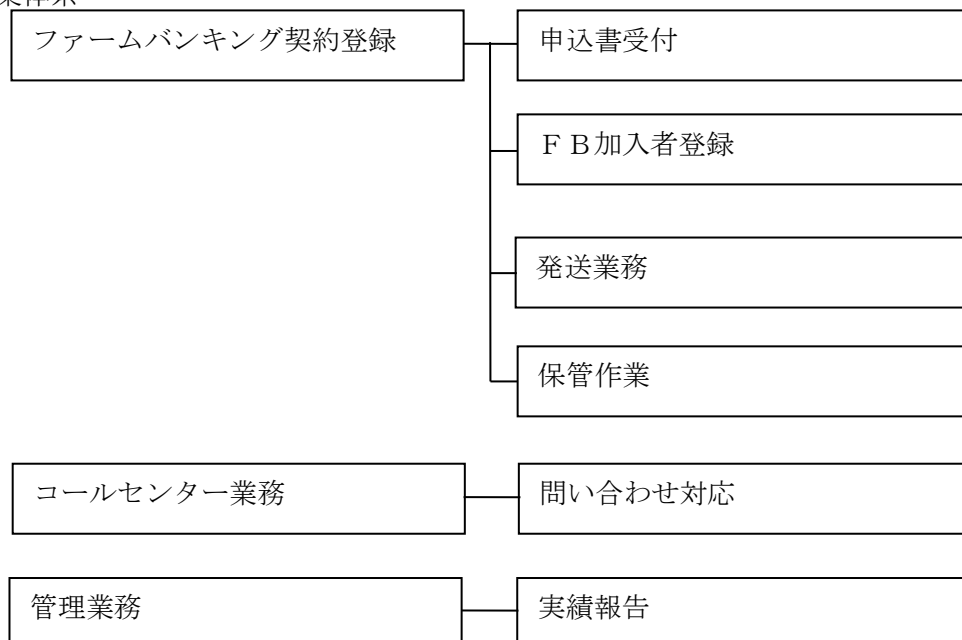 ファームバンキング契約登録
申込書受付
ＦＢ加入者登録
発送業務
保管作業
コールセンター業務
問い合わせ対応
管理業務
実績報告